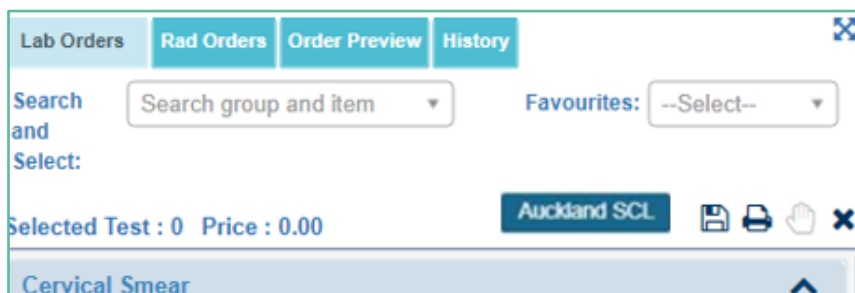 Lab Orders Rad Orders Order Preview History
Search and Select: Search group and item Favourites: --Select--
Selected Test : 0 Price : 0.00 Auckland SCL
Cervical Smear